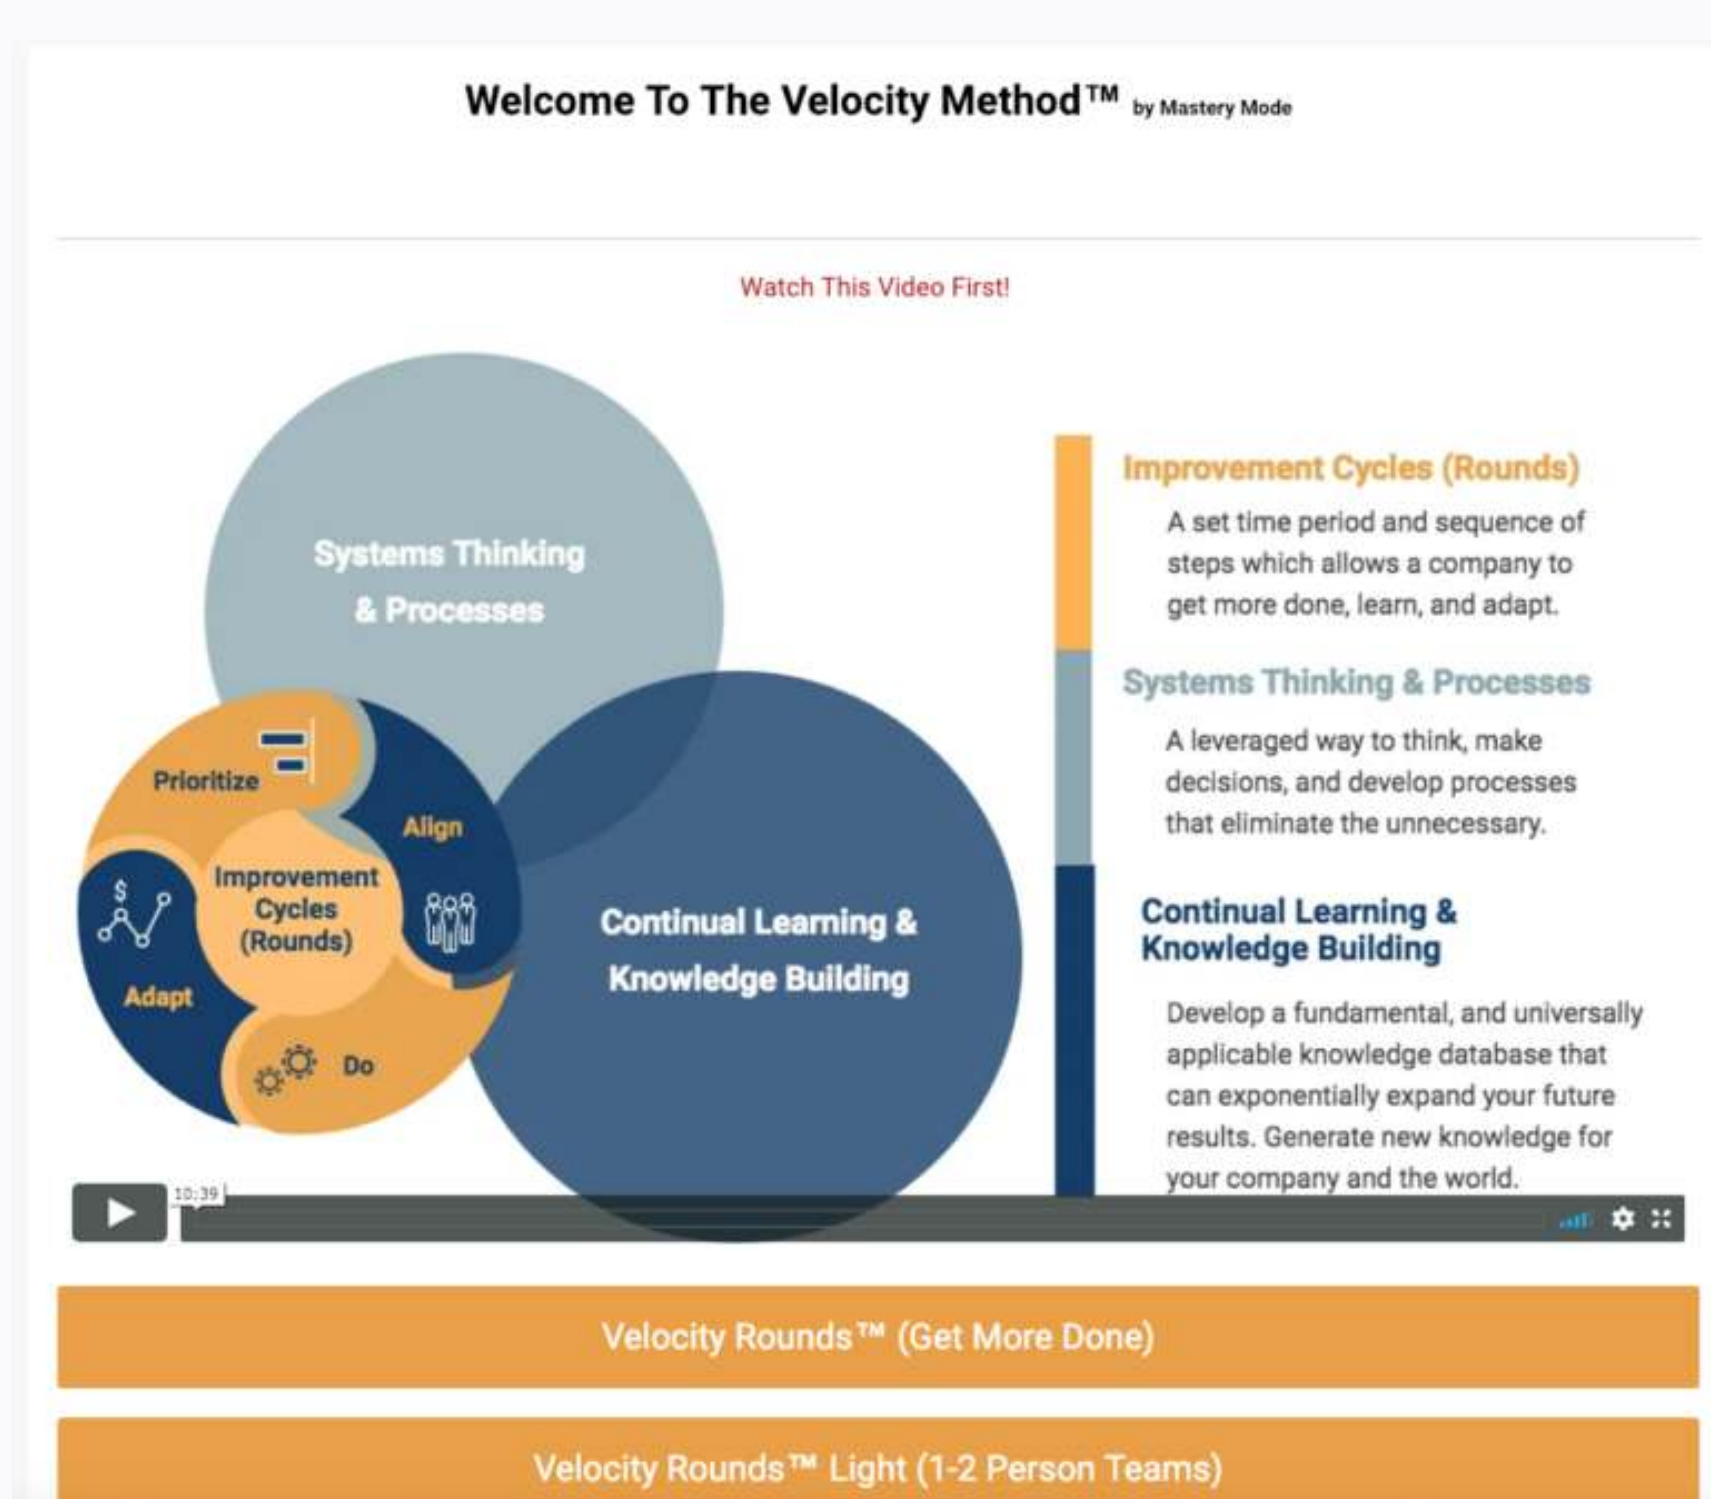 Welcome To The Velocity Method™ by Mastery Mode
Watch This Video First!
Systems Thinking
& Processes
Prioritize
Align
Improvement
Cycles
(Rounds)
$
Adapt
Do
Continual Learning &
Knowledge Building
Improvement Cycles (Rounds)
A set time period and sequence of
steps which allows a company to
get more done, learn, and adapt.
Systems Thinking & Processes
A leveraged way to think, make
decisions, and develop processes
that eliminate the unnecessary.
Continual Learning &
Knowledge Building
Develop a fundamental, and universally
applicable knowledge database that
can exponentially expand your future
results. Generate new knowledge for
your company and the world.
10:39
Velocity Rounds™ (Get More Done)
Velocity Rounds™ Light (1-2 Person Teams)